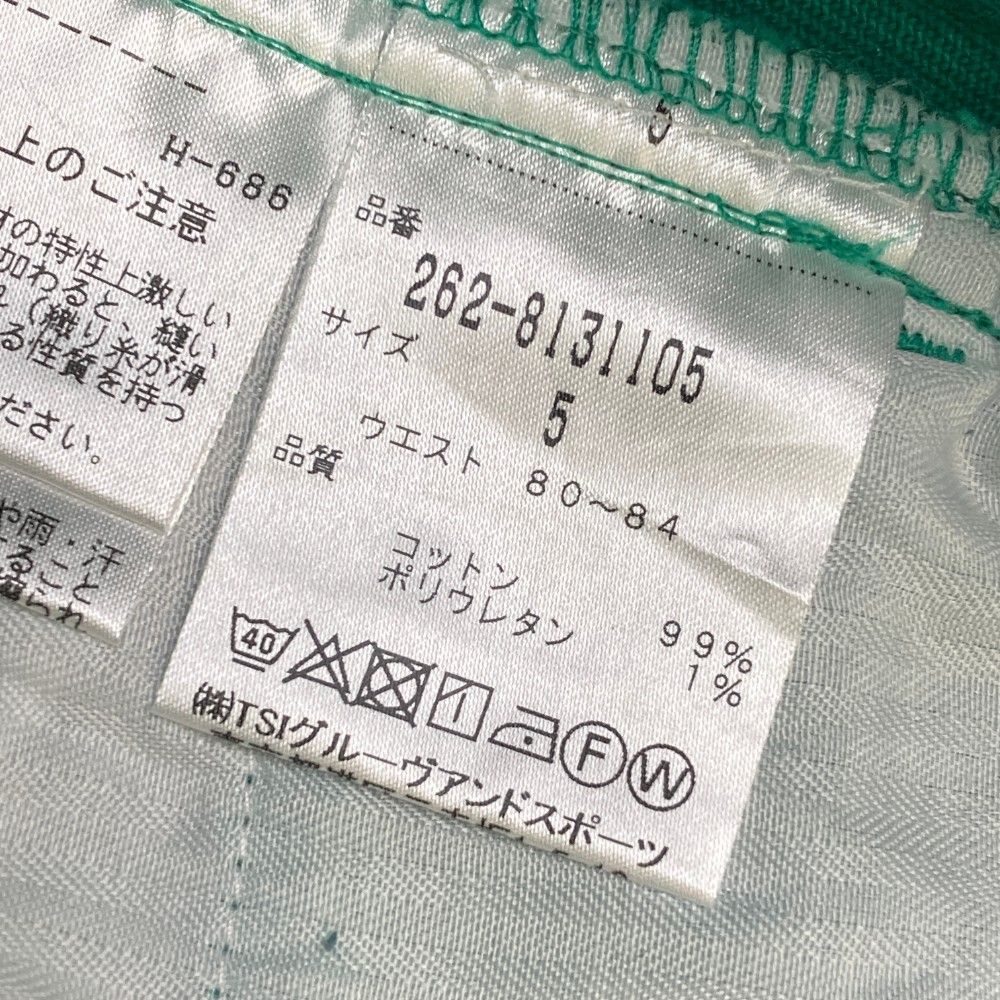 H-686
上のご注意
の特性上激しい
加わると、縫い
(織り糸が滑
る性質を持つ
ださい。
や雨・汗
ること
5
品番
262-8131105
サイズ
5
ウエスト 80～84
品質
コットン 99%
ポリウレタン 1%
40
F
W
(株)TSIグルーヴアンドスポーツ